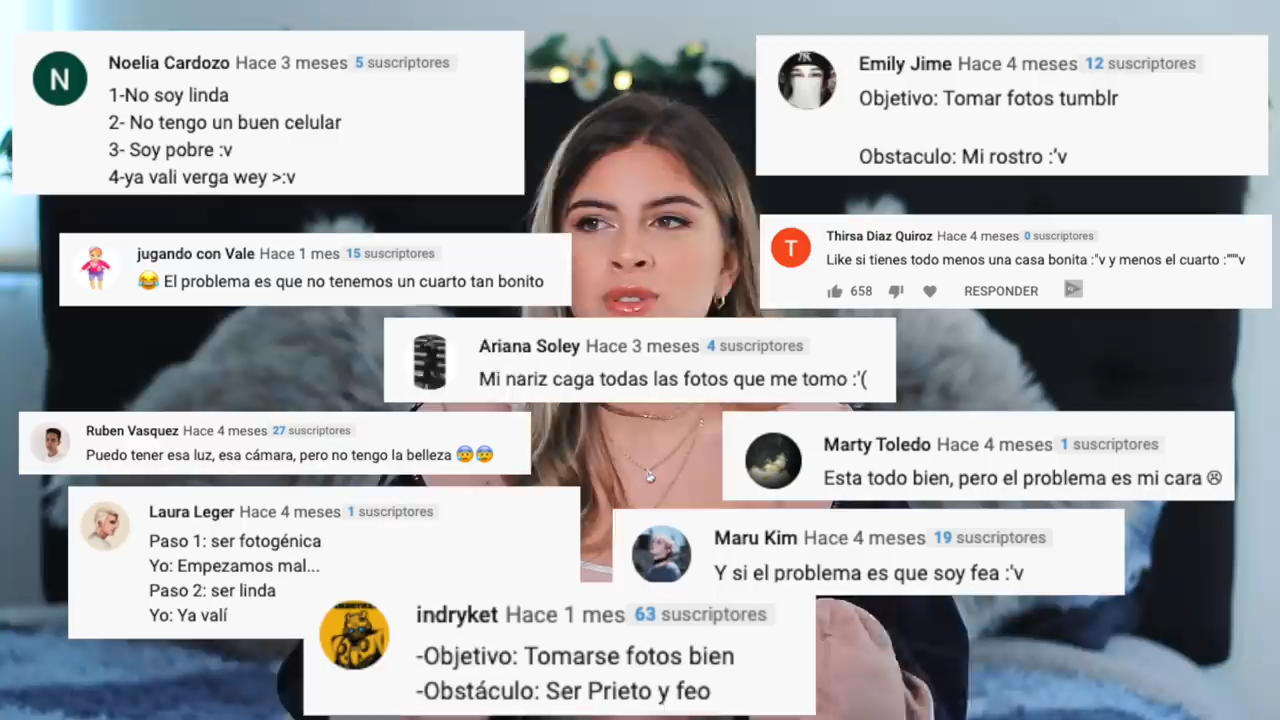 N
Noelia Cardozo Hace 3 meses 5 suscriptores
1-No soy linda
2- No tengo un buen celular
3- Soy pobre :v
4-ya vali verga wey >:v
Emily Jime Hace 4 meses 12 suscriptores
Objetivo: Tomar fotos tumblr
Obstaculo: Mi rostro :'v
jugando con Vale Hace 1 mes 15 suscriptores
😂 El problema es que no tenemos un cuarto tan bonito
T
Thirsa Diaz Quiroz Hace 4 meses 0 suscriptores
Like si tienes todo menos una casa bonita :"v y menos el cuarto :""'v
658 RESPONDER
Ariana Soley Hace 3 meses 4 suscriptores
Mi nariz caga todas las fotos que me tomo :'(
Ruben Vasquez Hace 4 meses 27 suscriptores
Puedo tener esa luz, esa cámara, pero no tengo la belleza 😰😰
Marty Toledo Hace 4 meses 1 suscriptores
Esta todo bien, pero el problema es mi cara ☹
Laura Leger Hace 4 meses 1 suscriptores
Paso 1: ser fotogénica
Yo: Empezamos mal...
Paso 2: ser linda
Yo: Ya valí
Maru Kim Hace 4 meses 19 suscriptores
Y si el problema es que soy fea :'v
indryket Hace 1 mes 63 suscriptores
-Objetivo: Tomarse fotos bien
-Obstáculo: Ser Prieto y feo